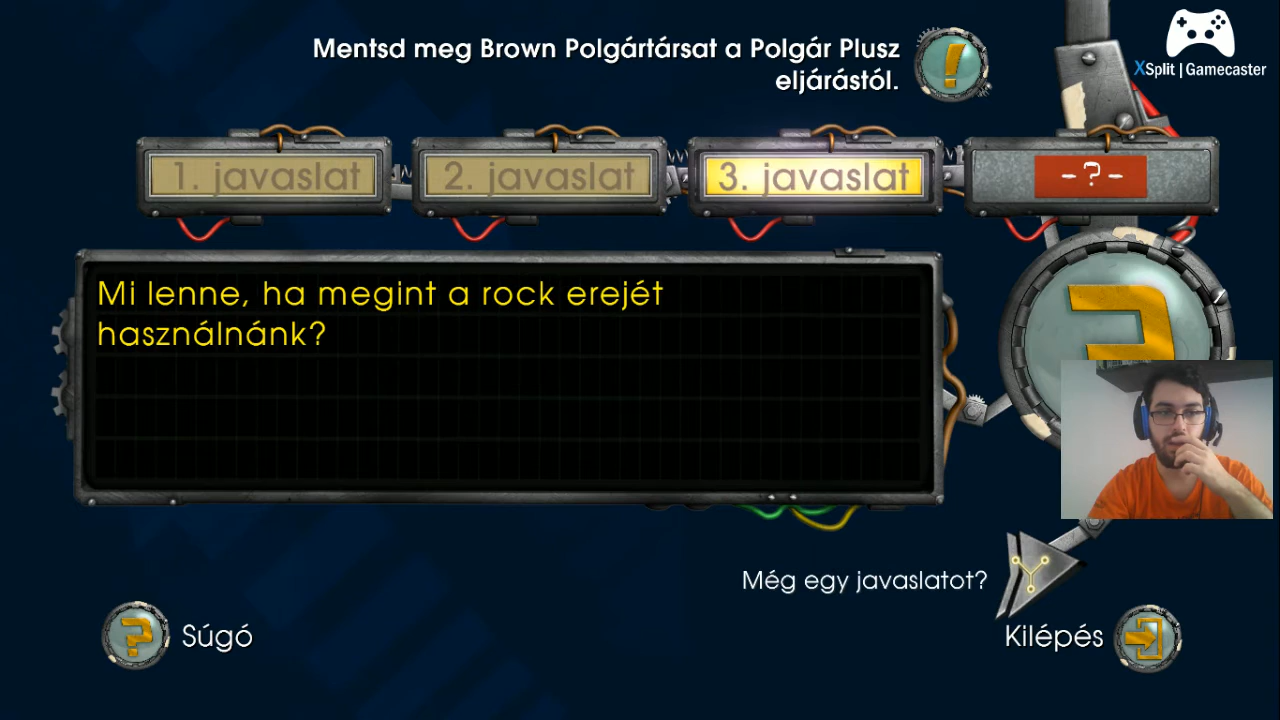 Mentsd meg Brown Polgártársat a Polgár Plusz
eljárástól.
XSplit | Gamecaster
1. javaslat
2. javaslat
3. javaslat
-?-
Mi lenne, ha megint a rock erejét
használnánk?
Még egy javaslatot?
Súgó
Kilépés